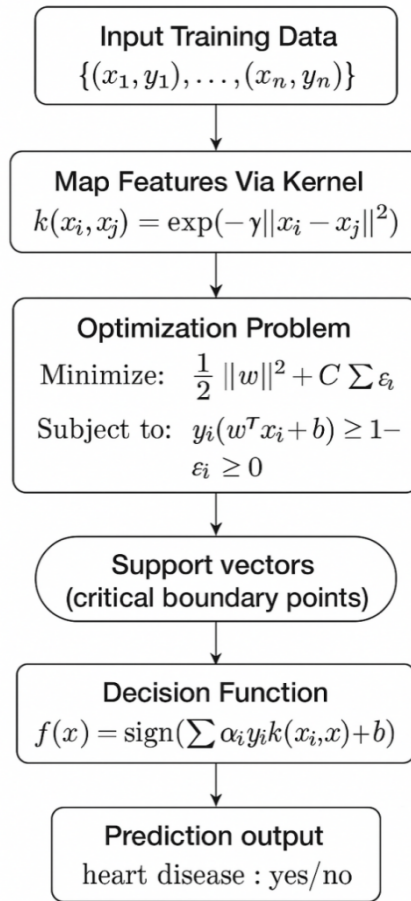 Input Training Data
{(x₁, y₁), . . . , (xₙ, yₙ)}
Map Features Via Kernel
k(xᵢ, xⱼ) = exp(−γ||xᵢ − xⱼ||²)
Optimization Problem
Minimize: 1/2 ||w||² + C ∑ εᵢ
Subject to: yᵢ(wᵀxᵢ + b) ≥ 1−
εᵢ ≥ 0
Support vectors
(critical boundary points)
Decision Function
f(x) = sign(∑ αᵢyᵢk(xᵢ,x)+b)
Prediction output
heart disease : yes/no